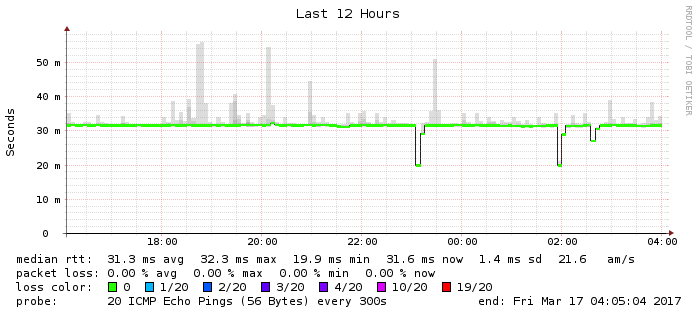 Last 12 Hours
RRDTOOL / TOBI OETIKER
Seconds
50 m
40 m
30 m
20 m
10 m
0
18:00 20:00 22:00 00:00 02:00 04:00
median rtt: 31.3 ms avg 32.3 ms max 19.9 ms min 31.6 ms now 1.4 ms sd 21.6 am/s
packet loss: 0.00 % avg 0.00 % max 0.00 % min 0.00 % now
loss color: 0 1/20 2/20 3/20 4/20 10/20 19/20
probe: 20 ICMP Echo Pings (56 Bytes) every 300s end: Fri Mar 17 04:05:04 2017